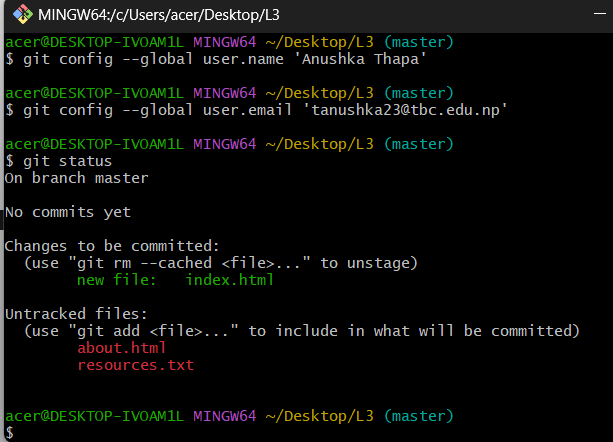 MINGW64:/c/Users/acer/Desktop/L3
acer@DESKTOP-IVOAM1L MINGW64 ~/Desktop/L3 (master)
$ git config --global user.name 'Anushka Thapa'
acer@DESKTOP-IVOAM1L MINGW64 ~/Desktop/L3 (master)
$ git config --global user.email 'tanushka23@tbc.edu.np'
acer@DESKTOP-IVOAM1L MINGW64 ~/Desktop/L3 (master)
$ git status
On branch master
No commits yet
Changes to be committed:
  (use "git rm --cached <file>..." to unstage)
        new file:   index.html
Untracked files:
  (use "git add <file>..." to include in what will be committed)
        about.html
        resources.txt
acer@DESKTOP-IVOAM1L MINGW64 ~/Desktop/L3 (master)
$